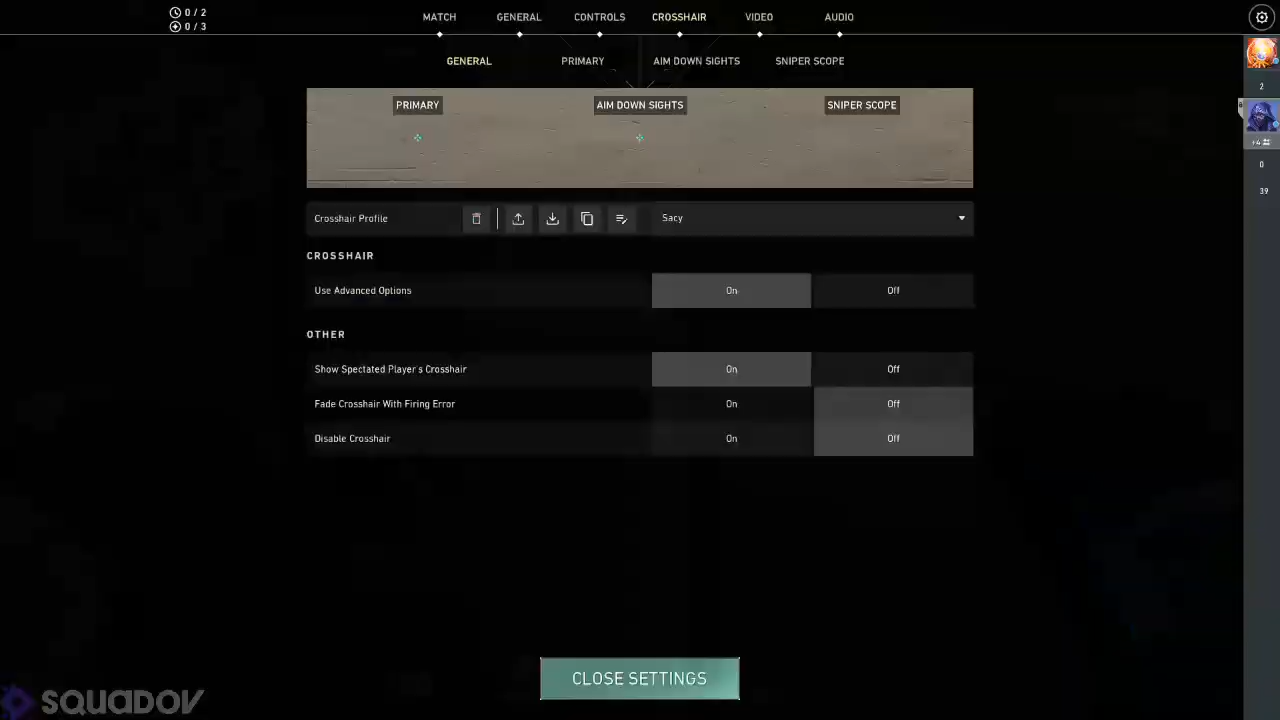 0 / 2
0 / 3
MATCH GENERAL CONTROLS CROSSHAIR VIDEO AUDIO
GENERAL PRIMARY AIM DOWN SIGHTS SNIPER SCOPE
PRIMARY AIM DOWN SIGHTS SNIPER SCOPE
Crosshair Profile Sacy
CROSSHAIR
Use Advanced Options On Off
OTHER
Show Spectated Player's Crosshair On Off
Fade Crosshair With Firing Error On Off
Disable Crosshair On Off
CLOSE SETTINGS
2
+4
0
39
SQUADOV